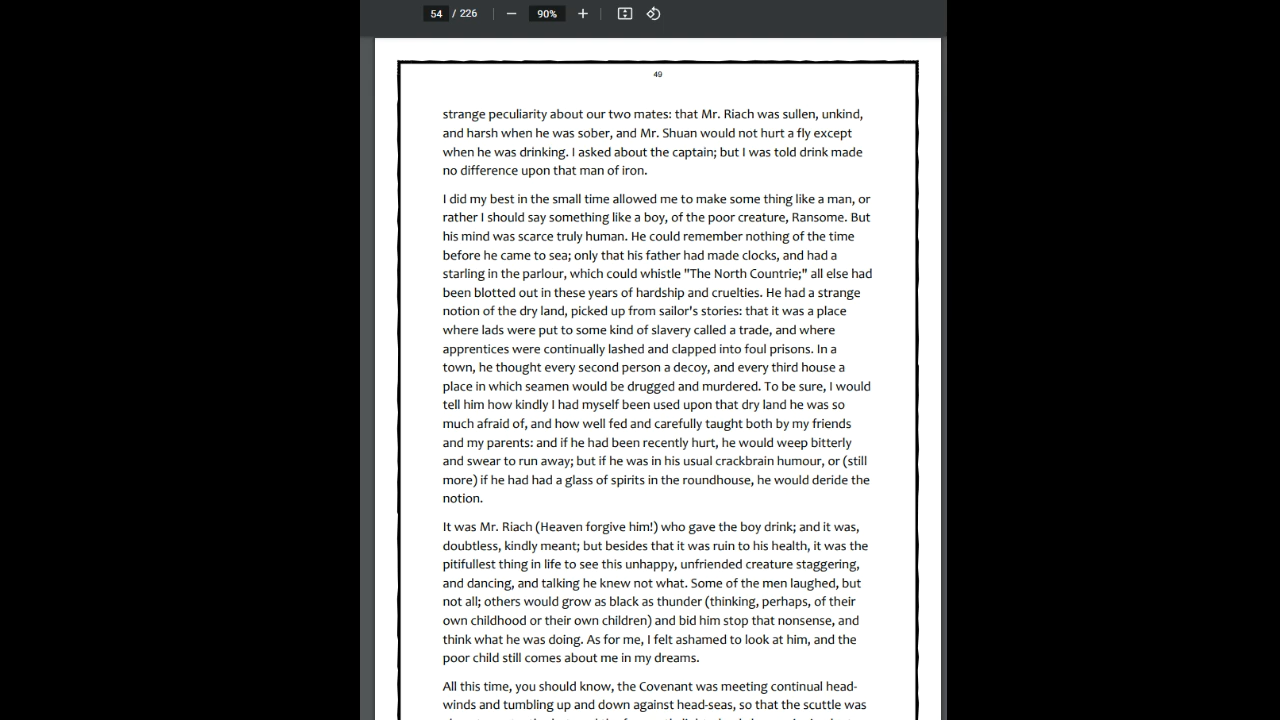 54 / 226 90%
49
strange peculiarity about our two mates: that Mr. Riach was sullen, unkind,
and harsh when he was sober, and Mr. Shuan would not hurt a fly except
when he was drinking. I asked about the captain; but I was told drink made
no difference upon that man of iron.
I did my best in the small time allowed me to make some thing like a man, or
rather I should say something like a boy, of the poor creature, Ransome. But
his mind was scarce truly human. He could remember nothing of the time
before he came to sea; only that his father had made clocks, and had a
starling in the parlour, which could whistle "The North Countrie;" all else had
been blotted out in these years of hardship and cruelties. He had a strange
notion of the dry land, picked up from sailor's stories: that it was a place
where lads were put to some kind of slavery called a trade, and where
apprentices were continually lashed and clapped into foul prisons. In a
town, he thought every second person a decoy, and every third house a
place in which seamen would be drugged and murdered. To be sure, I would
tell him how kindly I had myself been used upon that dry land he was so
much afraid of, and how well fed and carefully taught both by my friends
and my parents: and if he had been recently hurt, he would weep bitterly
and swear to run away; but if he was in his usual crackbrain humour, or (still
more) if he had had a glass of spirits in the roundhouse, he would deride the
notion.
It was Mr. Riach (Heaven forgive him!) who gave the boy drink; and it was,
doubtless, kindly meant; but besides that it was ruin to his health, it was the
pitifullest thing in life to see this unhappy, unfriended creature staggering,
and dancing, and talking he knew not what. Some of the men laughed, but
not all; others would grow as black as thunder (thinking, perhaps, of their
own childhood or their own children) and bid him stop that nonsense, and
think what he was doing. As for me, I felt ashamed to look at him, and the
poor child still comes about me in my dreams.
All this time, you should know, the Covenant was meeting continual head-
winds and tumbling up and down against head-seas, so that the scuttle was